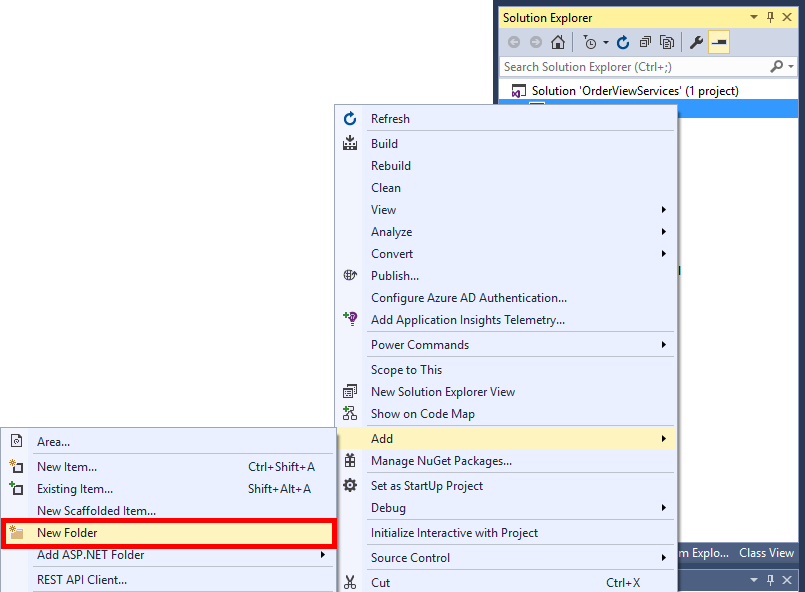 Solution Explorer
Search Solution Explorer (Ctrl+;)
Solution 'OrderViewServices' (1 project)
Refresh
Build
Rebuild
Clean
View
Analyze
Convert
Publish...
Configure Azure AD Authentication...
Add Application Insights Telemetry...
Power Commands
Scope to This
New Solution Explorer View
Show on Code Map
Add
Manage NuGet Packages...
Set as StartUp Project
Debug
Initialize Interactive with Project
Source Control
Cut Ctrl+X
Area...
New Item... Ctrl+Shift+A
Existing Item... Shift+Alt+A
New Scaffolded Item...
New Folder
Add ASP.NET Folder
REST API Client...
m Explo... Class View